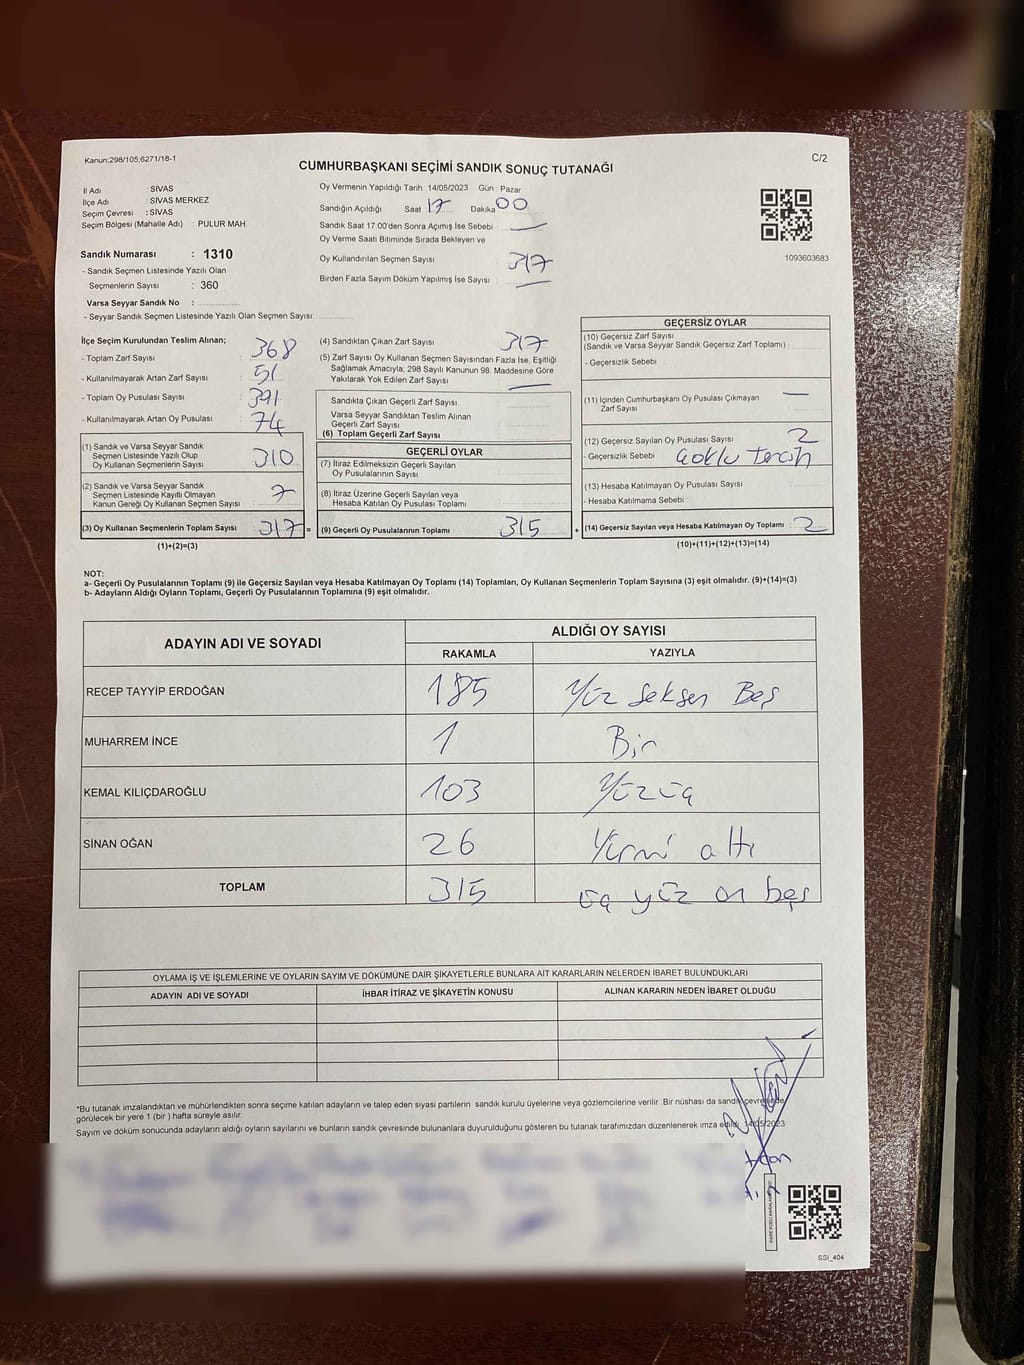 Kanun;298/105;6271/18-1
C/2
CUMHURBAŞKANI SEÇİMİ SANDIK SONUÇ TUTANAĞI
İl Adı : SİVAS
İlçe Adı : SİVAS MERKEZ
Seçim Çevresi : SİVAS
Seçim Bölgesi (Mahalle Adı) : PULUR MAH.
Sandık Numarası : 1310
- Sandık Seçmen Listesinde Yazılı Olan
Seçmenlerin Sayısı : 360
Varsa Seyyar Sandık No :
- Seyyar Sandık Seçmen Listesinde Yazılı Olan Seçmen Sayısı:
Oy Vermenin Yapıldığı Tarih : 14/05/2023 Gün : Pazar
Sandığın Açıldığı Saat 17 Dakika 00
Sandık Saat 17:00'den Sonra Açımış İse Sebebi :
Oy Verme Saati Bitiminde Sırada Bekleyen ve
Oy Kullandırılan Seçmen Sayısı : 317
Birden Fazla Sayım Döküm Yapılmış İse Sayısı :
1093603683
İlçe Seçim Kurulundan Teslim Alınan;
- Toplam Zarf Sayısı : 368
- Kullanılmayarak Artan Zarf Sayısı : 51
- Toplam Oy Pusulası : 391
- Kullanılmayarak Artan Oy Pusulası : 74
(1) Sandık ve Varsa Seyyar Sandık
Seçmen Listesinde Yazılı Olup
Oy Kullanan Seçmenlerin Sayısı : 310
(2) Sandık ve Varsa Seyyar Sandık
Seçmen Listesinde Kayıtlı Olmayan
Kanun Gereği Oy Kullanan Seçmen Sayısı : 7
(3) Oy Kullanan Seçmenlerin Toplam Sayısı : 317 =
(1)+(2)=(3)
(4) Sandıktan Çıkan Zarf Sayısı : 317
(5) Zarf Sayısı Oy Kullanan Seçmen Sayısından Fazla İse, Eşitliği
Sağlamak Amacıyla; 298 Sayılı Kanunun 98. Maddesine Göre
Yakılarak Yok Edilen Zarf Sayısı :
Sandıkta Çıkan Geçerli Zarf Sayısı
Varsa Seyyar Sandıktan Teslim Alınan
Geçerli Zarf Sayısı
(6) Toplam Geçerli Zarf Sayısı
GEÇERLİ OYLAR
(7) İtiraz Edilmeksizin Geçerli Sayılan
Oy Pusulalarının Sayısı
(8) İtiraz Üzerine Geçerli Sayılan veya
Hesaba Katılan Oy Pusulası Toplamı
(9) Geçerli Oy Pusulalarının Toplamı 315 +
GEÇERSİZ OYLAR
(10) Geçersiz Zarf Sayısı
(Sandık ve Varsa Seyyar Sandık Geçersiz Zarf Toplamı)
- Geçersizlik Sebebi :
(11) İçinden Cumhurbaşkanı Oy Pusulası Çıkmayan
Zarf Sayısı
(12) Geçersiz Sayılan Oy Pusulası Sayısı : 2
- Geçersizlik Sebebi çoklu tercih
(13) Hesaba Katılmayan Oy Pusulası Sayısı :
- Hesaba Katılmama Sebebi :
(14) Geçersiz Sayılan veya Hesaba Katılmayan Oy Toplamı : 2
(10)+(11)+(12)+(13)=(14)
NOT:
a- Geçerli Oy Pusulalarının Toplamı (9) ile Geçersiz Sayılan veya Hesaba Katılmayan Oy Toplamı (14) Toplamları, Oy Kullanan Seçmenlerin Toplam Sayısına (3) eşit olmalıdır. (9)+(14)=(3)
b- Adayların Aldığı Oyların Toplamı, Geçerli Oy Pusulalarının Toplamına (9) eşit olmalıdır.
ADAYIN ADI VE SOYADI ALDIĞI OY SAYISI
RAKAMLA YAZIYLA
RECEP TAYYİP ERDOĞAN 185 Yüz seksen Beş
MUHARREM İNCE 1 Bir
KEMAL KILIÇDAROĞLU 103 Yüzüç
SİNAN OĞAN 26 Yirmi altı
TOPLAM 315 üç yüz on beş
OYLAMA İŞ VE İŞLEMLERİNE VE OYLARIN SAYIM VE DÖKÜMÜNE DAİR ŞİKAYETLERLE BUNLARA AİT KARARLARIN NELERDEN İBARET BULUNDUKLARI
ADAYIN ADI VE SOYADI İHBAR İTİRAZ VE ŞİKAYETİN KONUSU ALINAN KARARIN NEDEN İBARET OLDUĞU
*Bu tutanak imzalandıktan ve mühürlendikten sonra seçime katılan adayların ve talep eden siyasi partilerin sandık kurulu üyelerine veya gözlemcilerine verilir. Bir nüshası da sandık çevresinde
görülecek bir yere 1 (bir ) hafta süreyle asılır.
Sayım ve döküm sonucunda adayların aldığı oyların sayılarını ve bunların sandık çevresinde bulunanlara duyurulduğunu gösteren bu tutanak tarafımızdan düzenlenerek imza edildi. 14/05/2023
SSI_404